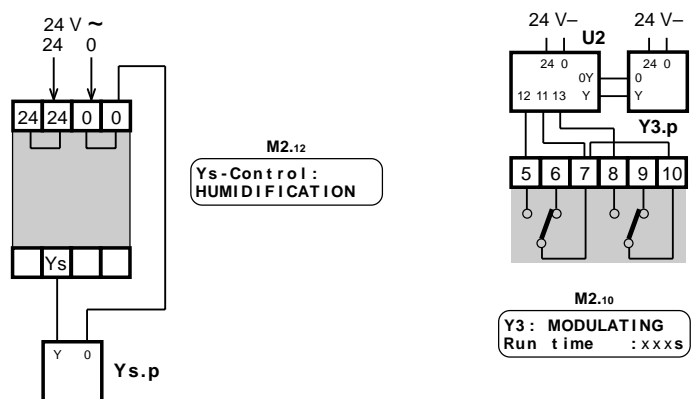 24 V ~
24 0
24 24 0 0
Ys
Y 0
Ys.p
M2.12
Ys-Control:
HUMIDIFICATION
24 V– 24 V–
U2
24 0 24 0
0Y 0
12 11 13 Y Y
Y3.p
5 6 7 8 9 10
M2.10
Y3: MODULATING
Run time :xxxs